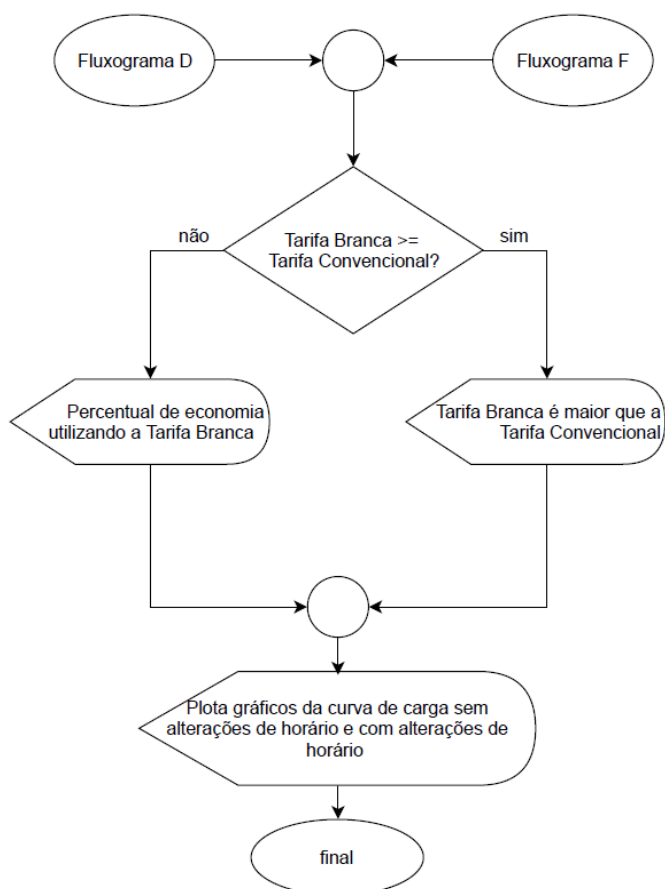 Fluxograma D
Fluxograma F
não
Tarifa Branca >=
Tarifa Convencional?
sim
Percentual de economia
utilizando a Tarifa Branca
Tarifa Branca é maior que a
Tarifa Convencional
Plota gráficos da curva de carga sem
alterações de horário e com alterações de
horário
final